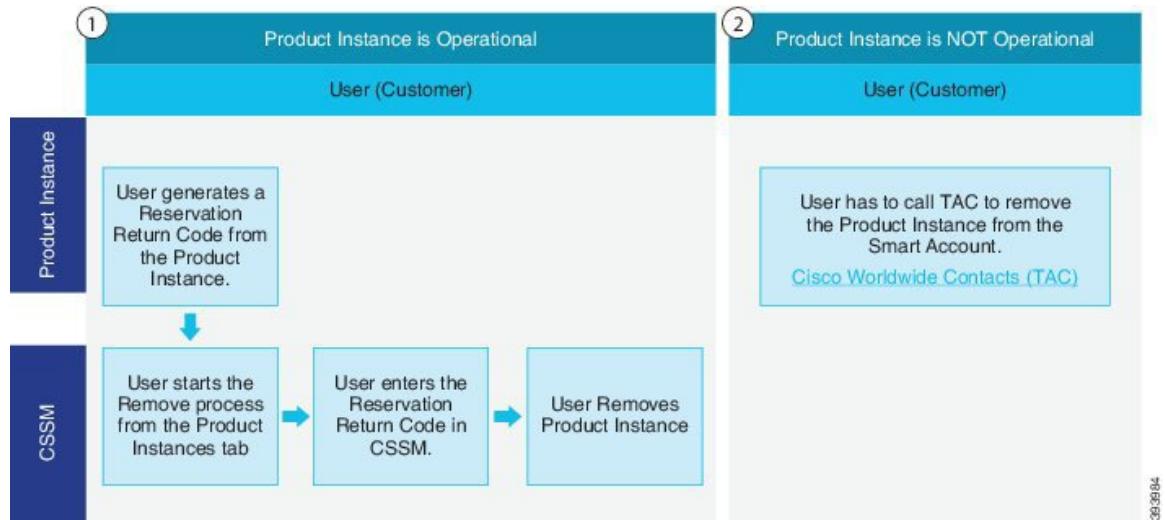 1
Product Instance is Operational
User (Customer)
2
Product Instance is NOT Operational
User (Customer)
Product Instance
User generates a
Reservation
Return Code from
the Product
Instance.
User has to call TAC to remove
the Product Instance from the
Smart Account.
Cisco Worldwide Contacts (TAC)
CSSM
User starts the
Remove process
from the Product
Instances tab
User enters the
Reservation
Return Code in
CSSM.
User Removes
Product Instance
393984